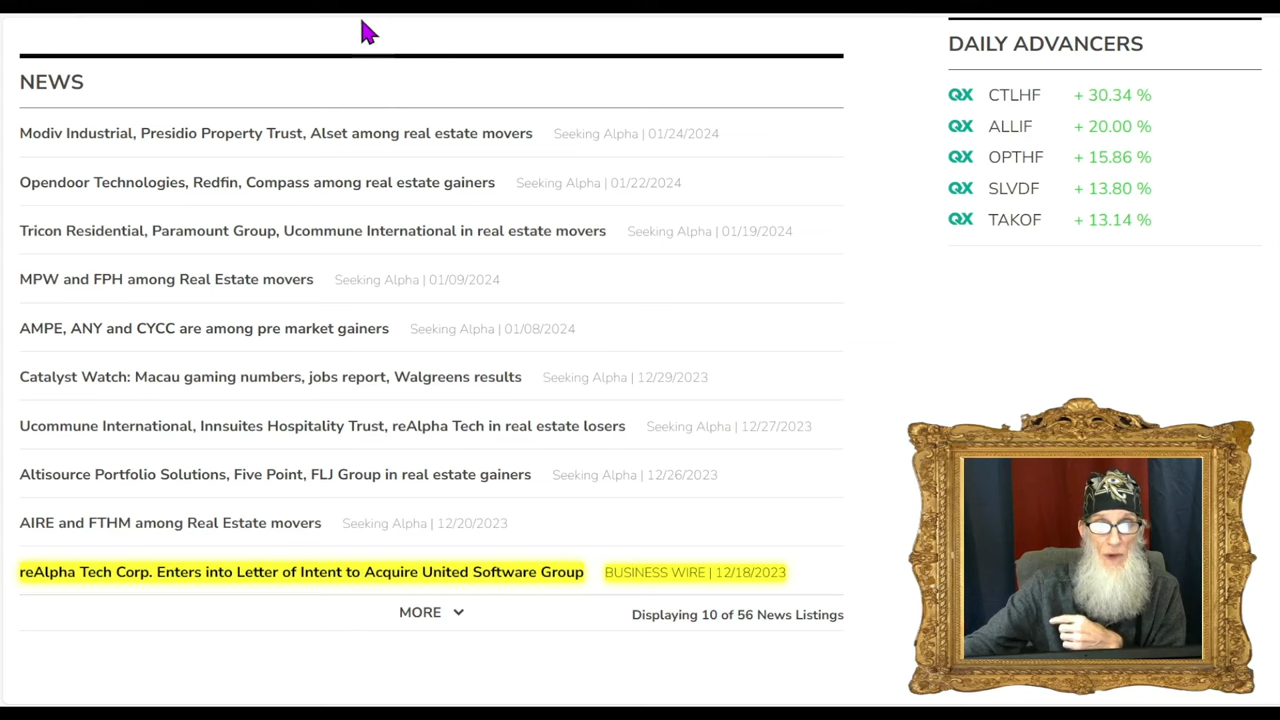 NEWS
Modiv Industrial, Presidio Property Trust, Alset among real estate movers Seeking Alpha | 01/24/2024
Opendoor Technologies, Redfin, Compass among real estate gainers Seeking Alpha | 01/22/2024
Tricon Residential, Paramount Group, Ucommune International in real estate movers Seeking Alpha | 01/19/2024
MPW and FPH among Real Estate movers Seeking Alpha | 01/09/2024
AMPE, ANY and CYCC are among pre market gainers Seeking Alpha | 01/08/2024
Catalyst Watch: Macau gaming numbers, jobs report, Walgreens results Seeking Alpha | 12/29/2023
Ucommune International, Innsuites Hospitality Trust, reAlpha Tech in real estate losers Seeking Alpha | 12/27/2023
Altisource Portfolio Solutions, Five Point, FLJ Group in real estate gainers Seeking Alpha | 12/26/2023
AIRE and FTHM among Real Estate movers Seeking Alpha | 12/20/2023
reAlpha Tech Corp. Enters into Letter of Intent to Acquire United Software Group BUSINESS WIRE | 12/18/2023
MORE
Displaying 10 of 56 News Listings
DAILY ADVANCERS
QX CTLHF + 30.34 %
QX ALLIF + 20.00 %
QX OPTHF + 15.86 %
QX SLVDF + 13.80 %
QX TAKOF + 13.14 %